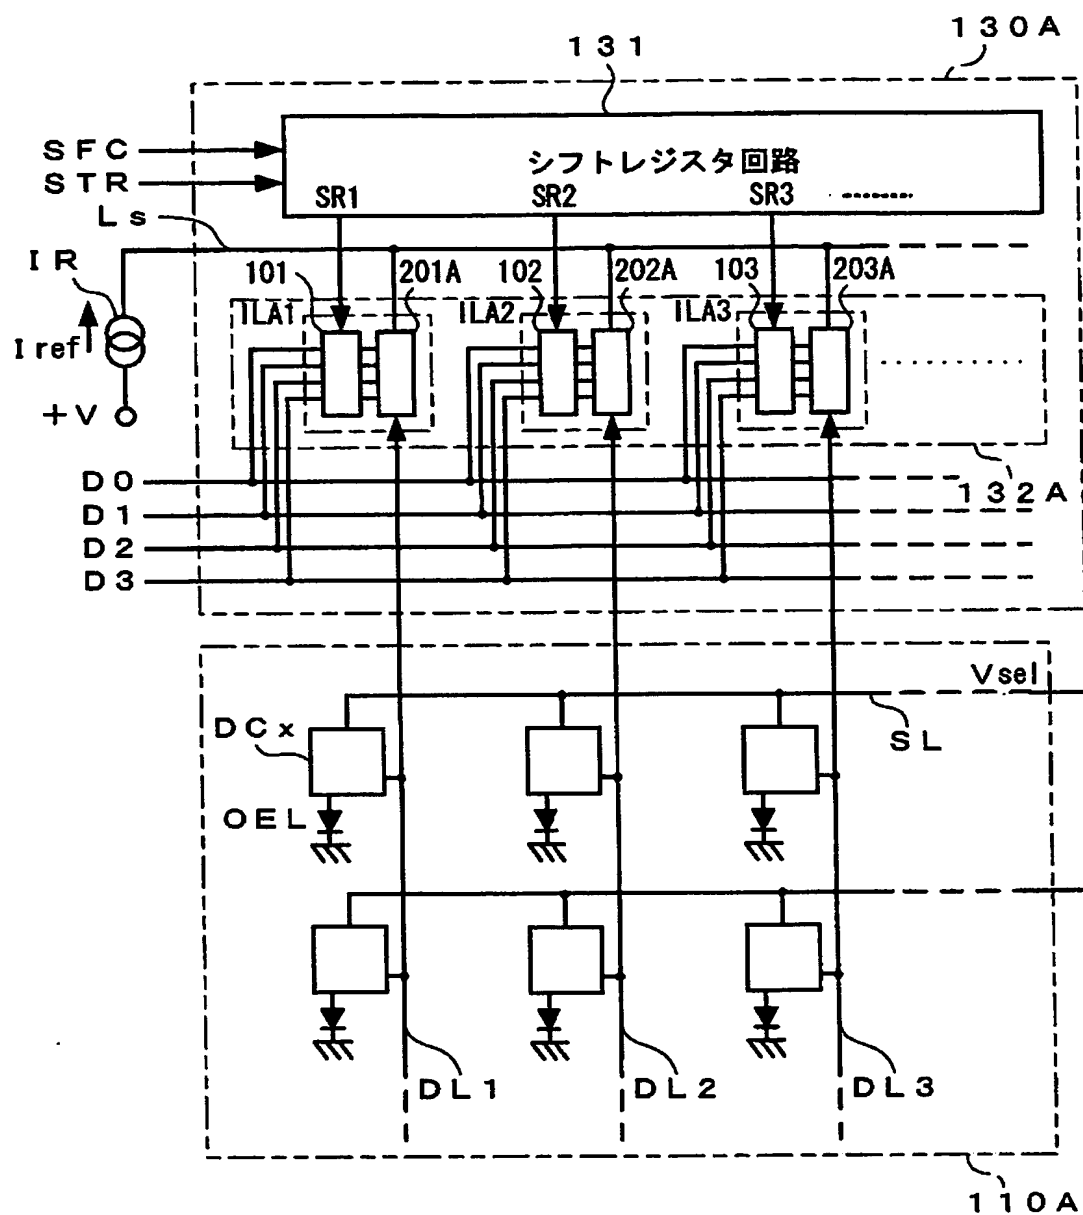 130A
131
SFC
STR
シフトレジスタ回路
SR1 SR2 SR3 ………
Ls
IR
101 201A 102 202A 103 203A
ILA1 ILA2 ILA3
Iref
+V
D0
132A
D1
D2
D3
Vsel
DCx
SL
OEL
DL1 DL2 DL3
110A